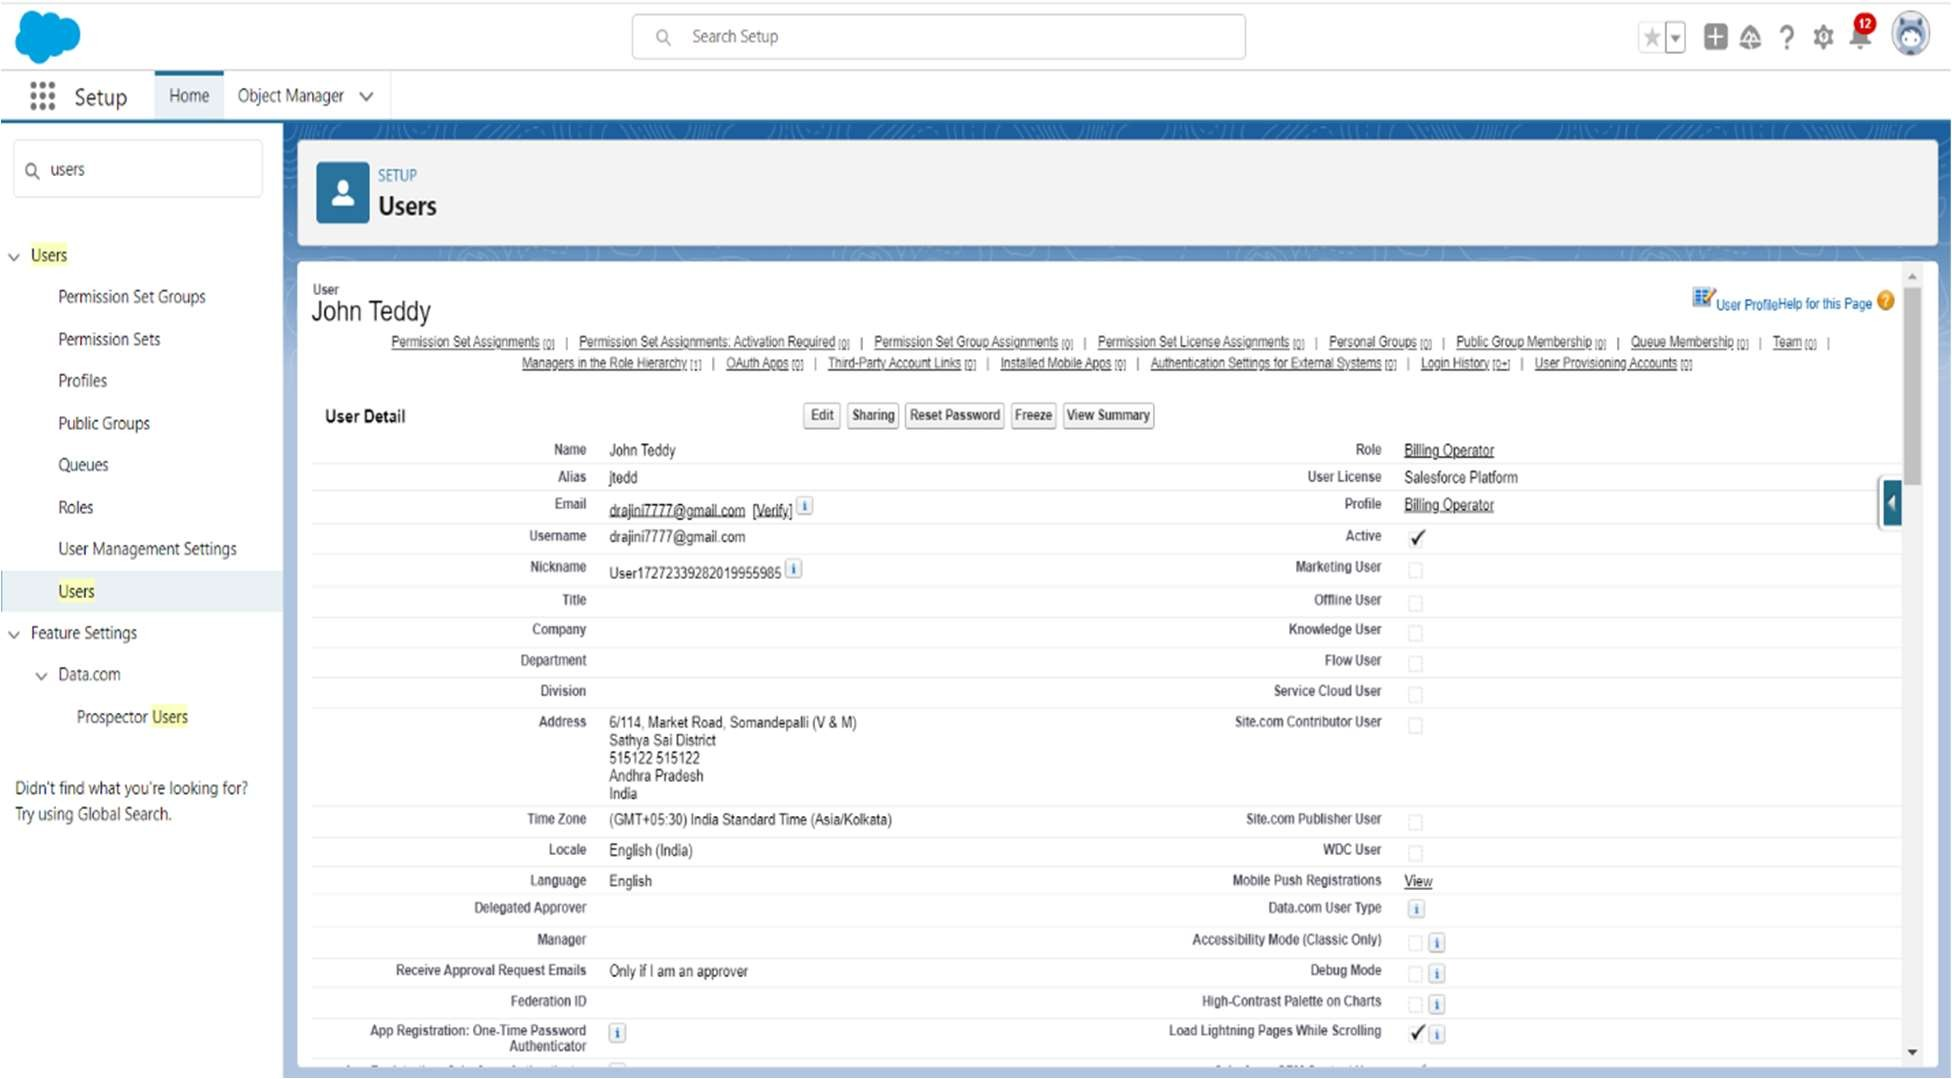 Search Setup
12
Setup
Home
Object Manager
users
Users
Permission Set Groups
Permission Sets
Profiles
Public Groups
Queues
Roles
User Management Settings
Users
Feature Settings
Data.com
Prospector Users
Didn't find what you're looking for?
Try using Global Search.
SETUP
Users
User
John Teddy
User Profile Help for this Page ?
Permission Set Assignments [0] | Permission Set Assignments: Activation Required [0] | Permission Set Group Assignments [0] | Permission Set License Assignments [0] | Personal Groups [0] | Public Group Membership [0] | Queue Membership [0] | Team [0] |
Managers in the Role Hierarchy [1] | OAuth Apps [0] | Third-Party Account Links [0] | Installed Mobile Apps [0] | Authentication Settings for External Systems [0] | Login History [0+] | User Provisioning Accounts [0]
User Detail
Edit Sharing Reset Password Freeze View Summary
Name John Teddy Role Billing Operator
Alias jtedd User License Salesforce Platform
Email drajini7777@gmail.com [Verify] i Profile Billing Operator
Username drajini7777@gmail.com Active
Nickname User17272339282019955985 i Marketing User
Title Offline User
Company Knowledge User
Department Flow User
Division Service Cloud User
Address 6/114, Market Road, Somandepalli (V & M) Site.com Contributor User
Sathya Sai District
515122 515122
Andhra Pradesh
India
Time Zone (GMT+05:30) India Standard Time (Asia/Kolkata) Site.com Publisher User
Locale English (India) WDC User
Language English Mobile Push Registrations View
Delegated Approver Data.com User Type i
Manager Accessibility Mode (Classic Only) i
Receive Approval Request Emails Only if I am an approver Debug Mode i
Federation ID High-Contrast Palette on Charts i
App Registration: One-Time Password Authenticator i Load Lightning Pages While Scrolling i